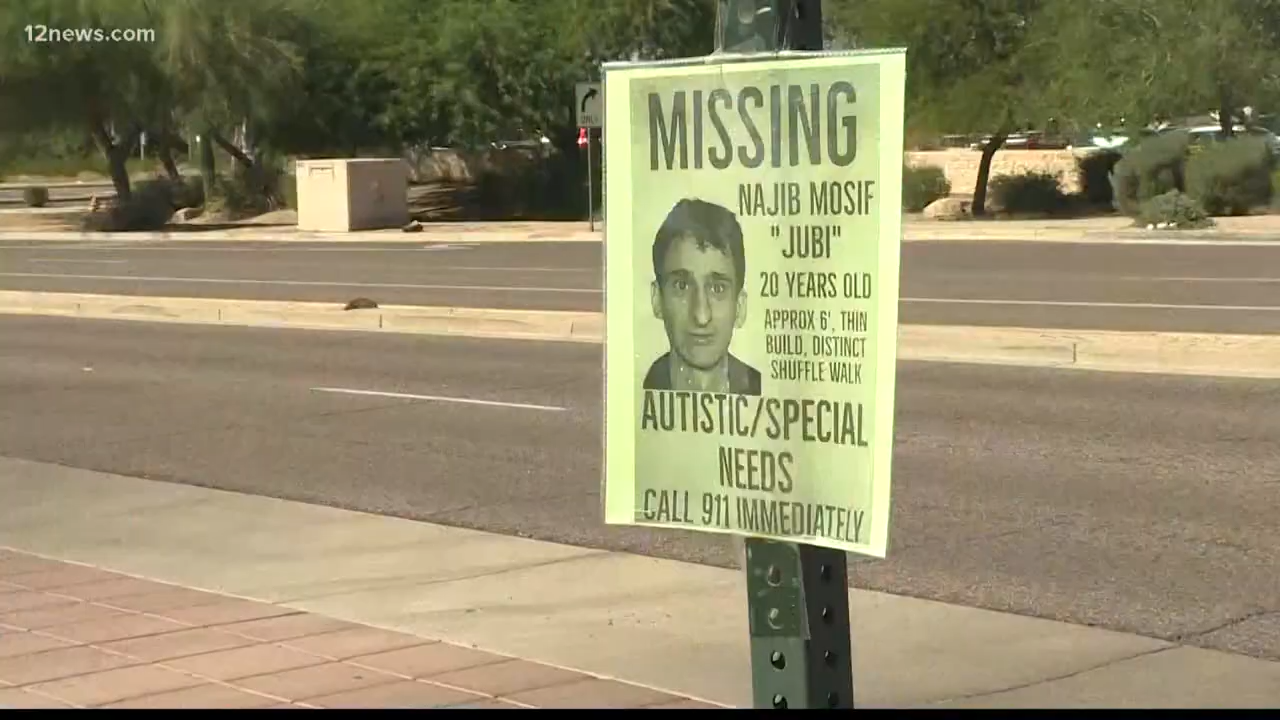 12news.com
ONLY
MISSING
NAJIB MOSIF
"JUBI"
20 YEARS OLD
APPROX 6', THIN
BUILD, DISTINCT
SHUFFLE WALK
AUTISTIC/SPECIAL
NEEDS
CALL 911 IMMEDIATELY